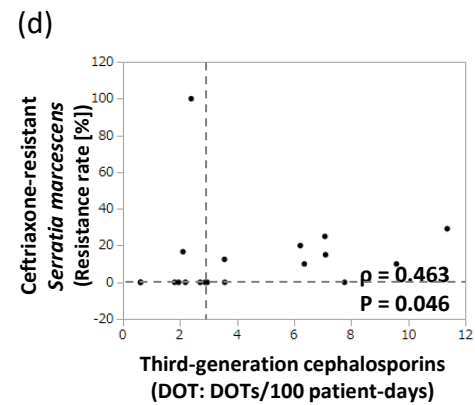 (d)
Ceftriaxone-resistant
Serratia marcescens
(Resistance rate [%])
120
100
80
60
40
20
0
-20
0
2
4
6
8
10
12
ρ = 0.463
P = 0.046
Third-generation cephalosporins
(DOT: DOTs/100 patient-days)